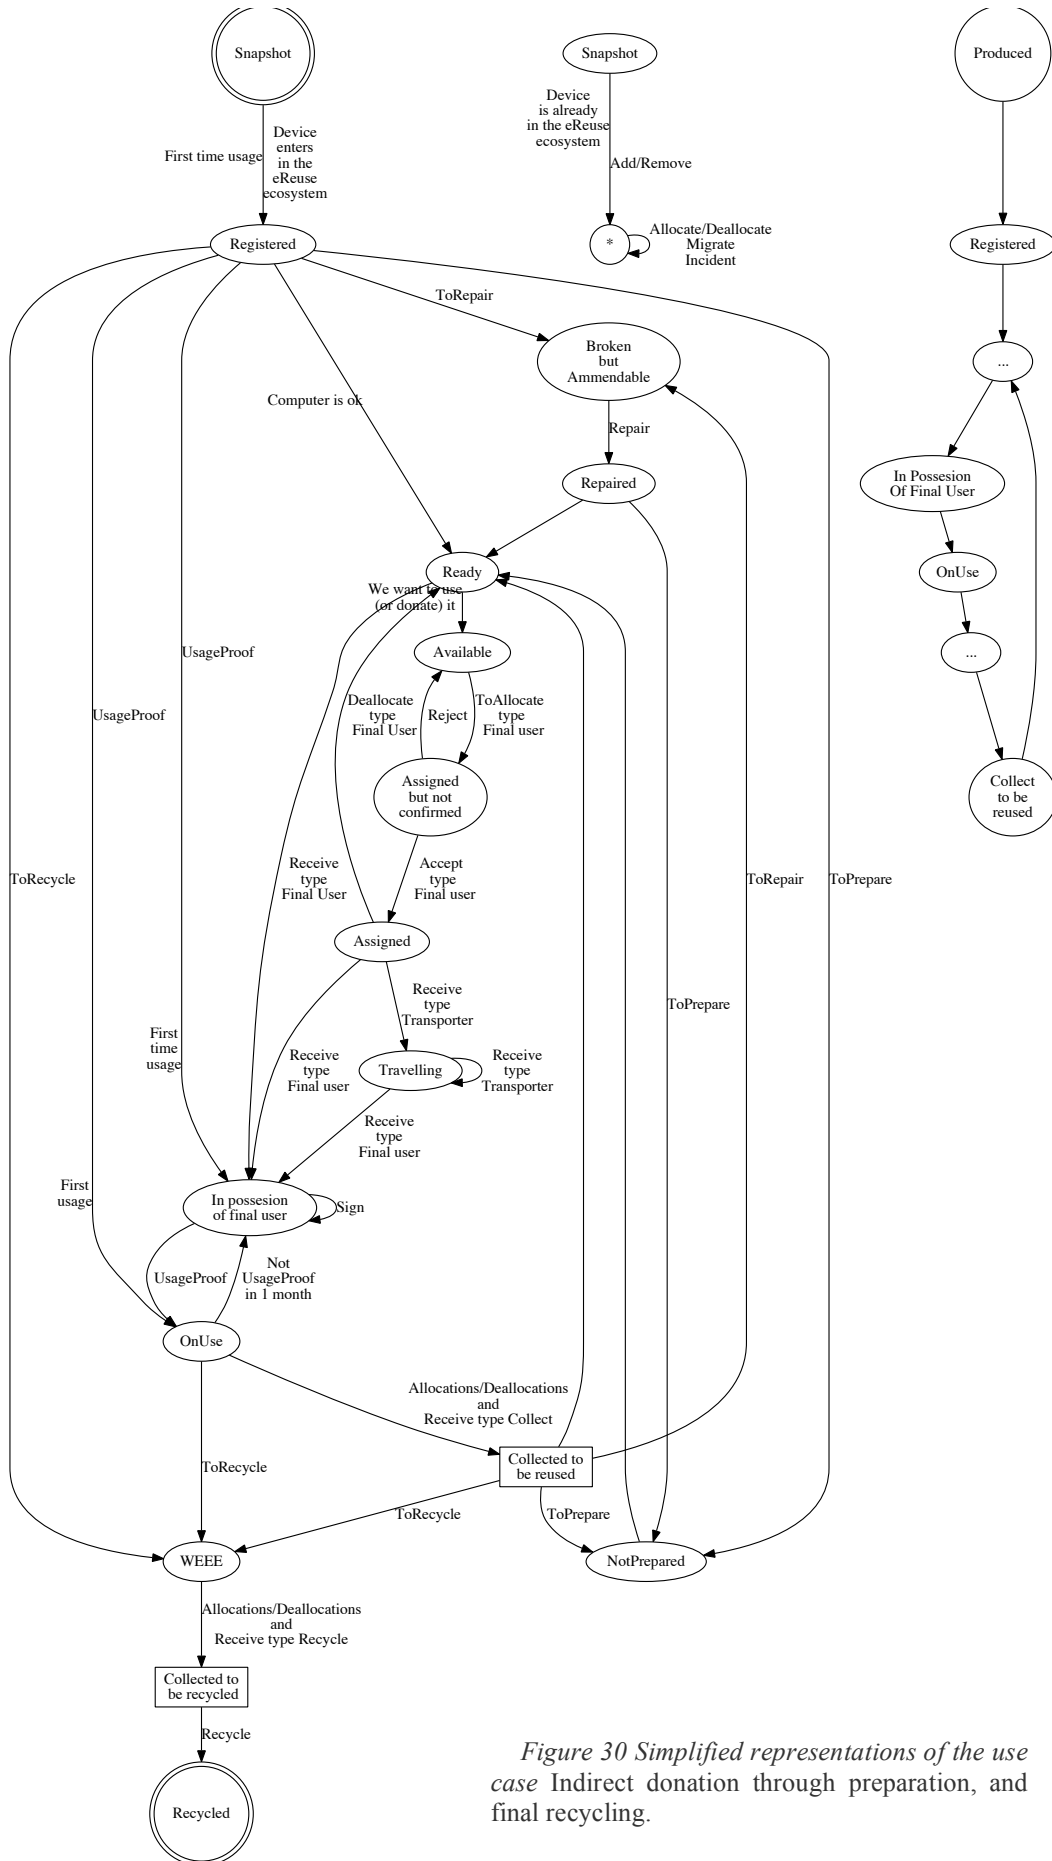 Snapshot
Snapshot
Produced
First time usage
Device
enters
in the
eReuse
ecosystem
Device
is already
in the eReuse
ecosystem
Add/Remove
Registered
*
Allocate/Deallocate
Migrate
Incident
Registered
ToRepair
Broken
but
Ammendable
...
Computer is ok
Repair
Repaired
In Possesion
Of Final User
Ready
OnUse
We want to use
(or donate) it
Available
...
UsageProof
UsageProof
Deallocate
type
Final User
Reject
ToAllocate
type
Final user
Assigned
but not
confirmed
Collect
to be
reused
ToRecycle
Receive
type
Final User
Accept
type
Final user
ToRepair
ToPrepare
Assigned
Receive
type
Transporter
ToPrepare
First
time
usage
Receive
type
Final user
Travelling
Receive
type
Transporter
Receive
type
Final user
First
usage
In possesion
of final user
Sign
UsageProof
Not
UsageProof
in 1 month
OnUse
Allocations/Deallocations
and
Receive type Collect
ToRecycle
Collected to
be reused
ToRecycle
ToPrepare
WEEE
NotPrepared
Allocations/Deallocations
and
Receive type Recycle
Collected to
be recycled
Recycle
Recycled
Figure 30 Simplified representations of the use
case Indirect donation through preparation, and
final recycling.